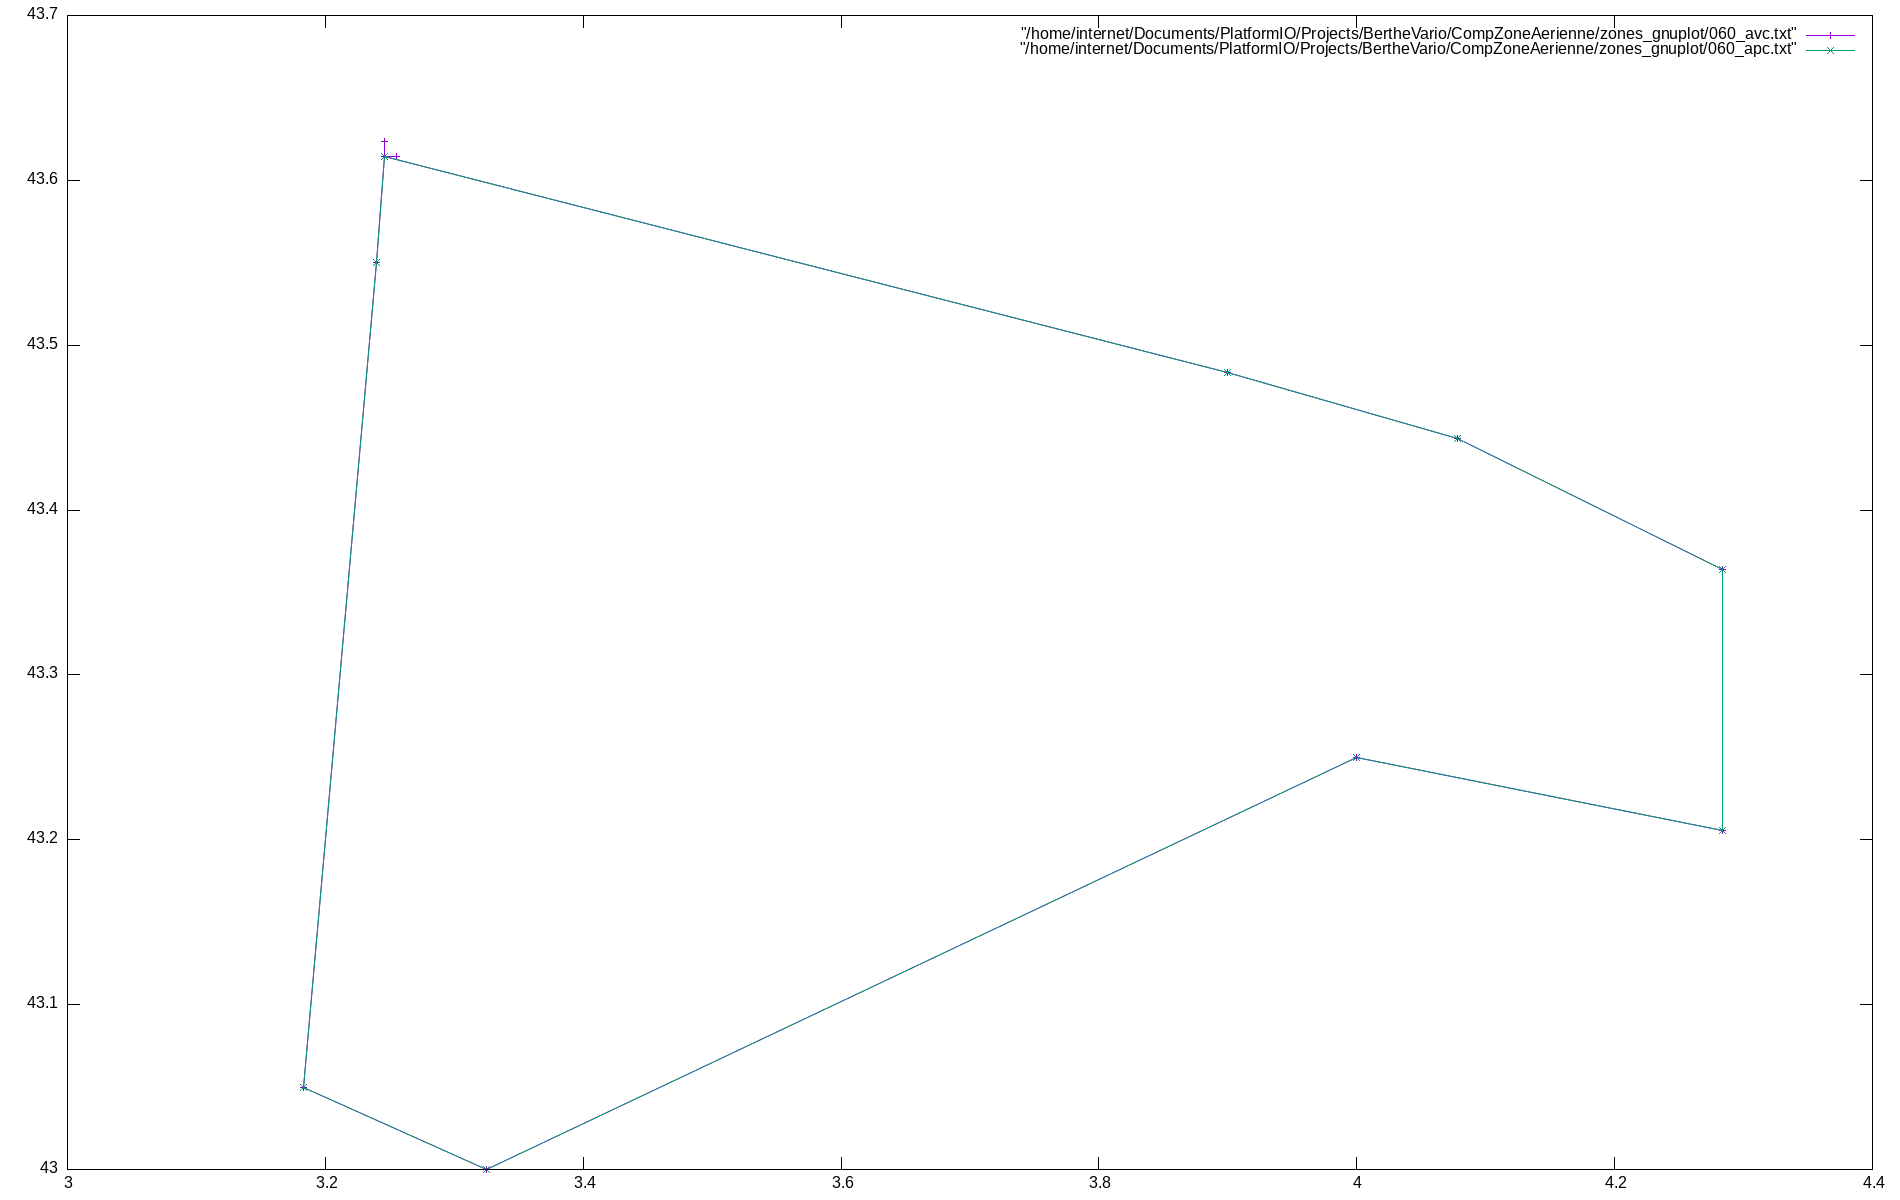 43.7
"/home/internet/Documents/PlatformIO/Projects/BertheVario/CompZoneAerienne/zones_gnuplot/060_avc.txt"
"/home/internet/Documents/PlatformIO/Projects/BertheVario/CompZoneAerienne/zones_gnuplot/060_apc.txt"
43.6
43.5
43.4
43.3
43.2
43.1
43
3 3.2 3.4 3.6 3.8 4 4.2 4.4